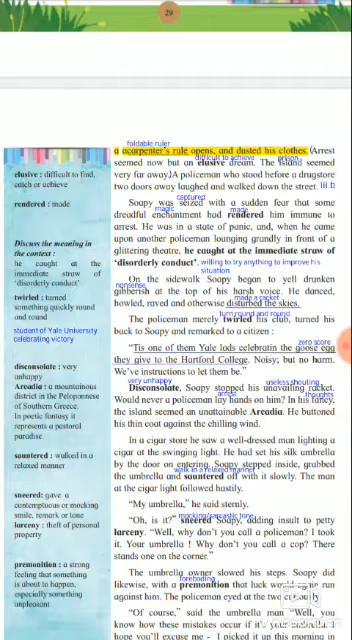 29
foldable ruler
a acarpenter's rule opens, and dusted his clothes. (Arrest
difficult to achieve prison
seemed now but an elusive dream. The island seemed
very far away.) A policeman who stood before a drugstore
two doors away laughed and walked down the street. iii.b
captured
Soapy was seized with a sudden fear that some
magic made
dreadful enchantment had rendered him immune to
arrest. He was in a state of panic, and, when he came
upon another policeman lounging grandly in front of a
glittering theatre, he caught at the immediate straw of
'disorderly conduct'. willing to try anything to improve his
situation
On the sidewalk Soapy began to yell drunken
nonsense
gibberish at the top of his harsh voice. He danced,
made a racket
howled, raved and otherwise disturbed the skies.
turn round and round
The policeman merely twirled his club, turned his
back to Soapy and remarked to a citizen :
zero score
"Tis one of them Yale lads celebratin the goose egg
they give to the Hartford College. Noisy; but no harm.
We've instructions to let them be."
very unhappy useless shouting
Disconsolate, Soapy stopped his unavailing racket.
arrest thoughts
Would never a policeman lay hands on him? In his fancy,
the island seemed an unattainable Arcadia. He buttoned
his thin coat against the chilling wind.
In a cigar store he saw a well-dressed man lighting a
cigar at the swinging light. He had set his silk umbrella
by the door on entering. Soapy stepped inside, grabbed
walk in a relaxed manner
the umbrella and sauntered off with it slowly. The man
at the cigar light followed hastily.
"My umbrella," he said sternly.
mocking/sarcastic tone
"Oh, is it?" sneered Soapy, adding insult to petty
larceny. "Well, why don't you call a policeman? I took
it. Your umbrella ! Why don't you call a cop? There
stands one on the corner."
The umbrella owner slowed his steps. Soapy did
foreboding
likewise, with a premonition that luck would again run
against him. The policeman eyed at the two curiously
"Of course," said the umbrella man "Well, you
know how these mistakes occur if it's your umbrella I
hope you'll excuse me - I picked it up this morning in
elusive : difficult to find,
catch or achieve
rendered : made
Discuss the meaning in
the context :
he caught at the
immediate straw of
'disorderly conduct'
twirled : turned
something quickly round
and round
student of Yale University
celebrating victory
disconsolate : very
unhappy
Arcadia : a mountainous
district in the Peloponnese
of Southern Greece.
In poetic fantasy it
represents a pastoral
paradise.
sauntered : walked in a
relaxed manner
sneered: gave a
contemptuous or mocking
smile, remark or tone
larceny : theft of personal
property
premonition : a strong
feeling that something
is about to happen,
especially something
unpleasant